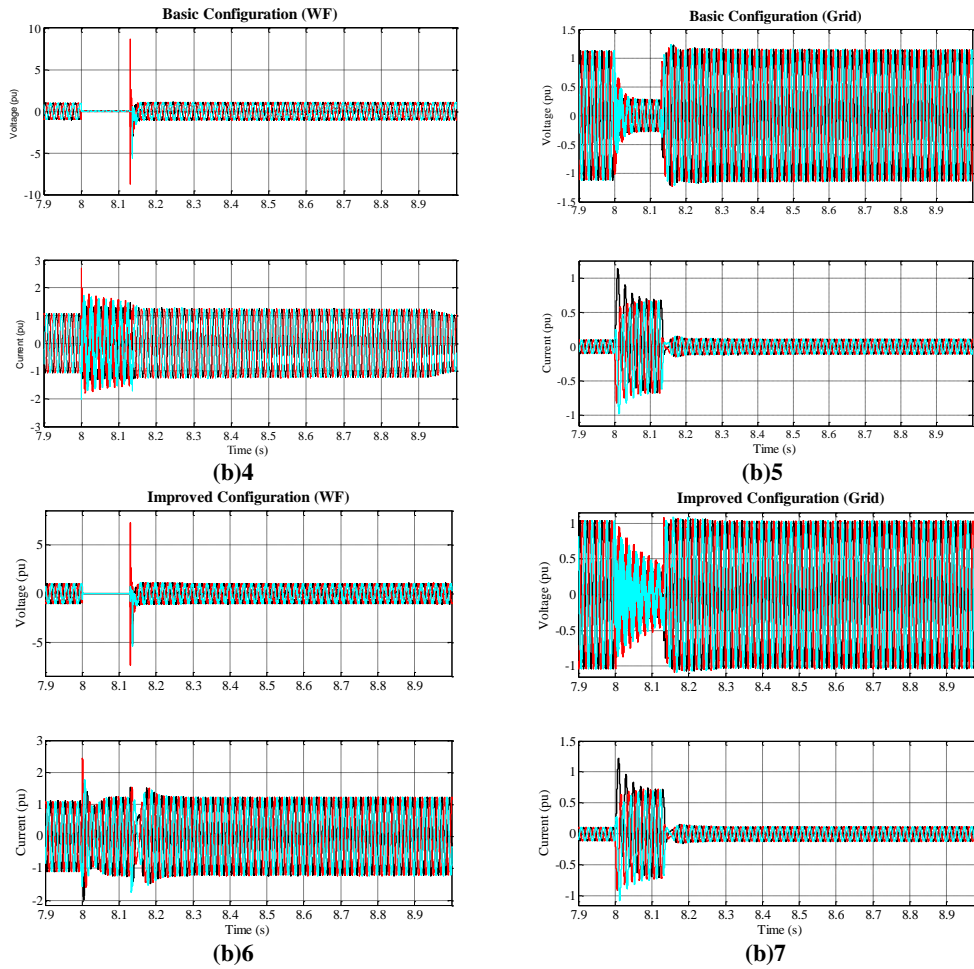 Basic Configuration (WF)
10
5
0
-5
-10
Voltage (pu)
7.9 8 8.1 8.2 8.3 8.4 8.5 8.6 8.7 8.8 8.9
3
2
1
0
-1
-2
-3
Current (pu)
7.9 8 8.1 8.2 8.3 8.4 8.5 8.6 8.7 8.8 8.9
Time (s)
(b)4
Basic Configuration (Grid)
1.5
1
0.5
0
-0.5
-1
-1.5
Voltage (pu)
7.9 8 8.1 8.2 8.3 8.4 8.5 8.6 8.7 8.8 8.9
1
0.5
0
-0.5
-1
Current (pu)
7.9 8 8.1 8.2 8.3 8.4 8.5 8.6 8.7 8.8 8.9
Time (s)
(b)5
Improved Configuration (WF)
5
0
-5
Voltage (pu)
7.9 8 8.1 8.2 8.3 8.4 8.5 8.6 8.7 8.8 8.9
3
2
1
0
-1
-2
Current (pu)
7.9 8 8.1 8.2 8.3 8.4 8.5 8.6 8.7 8.8 8.9
Time (s)
(b)6
Improved Configuration (Grid)
1
0.5
0
-0.5
-1
Voltage (pu)
7.9 8 8.1 8.2 8.3 8.4 8.5 8.6 8.7 8.8 8.9
1.5
1
0.5
0
-0.5
-1
Current (pu)
7.9 8 8.1 8.2 8.3 8.4 8.5 8.6 8.7 8.8 8.9
Time (s)
(b)7